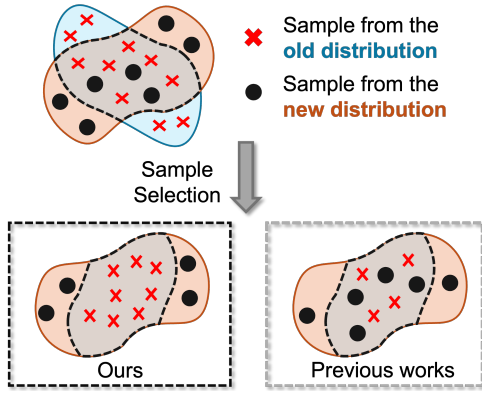 Sample from the
old distribution
Sample from the
new distribution
Sample
Selection
Ours
Previous works